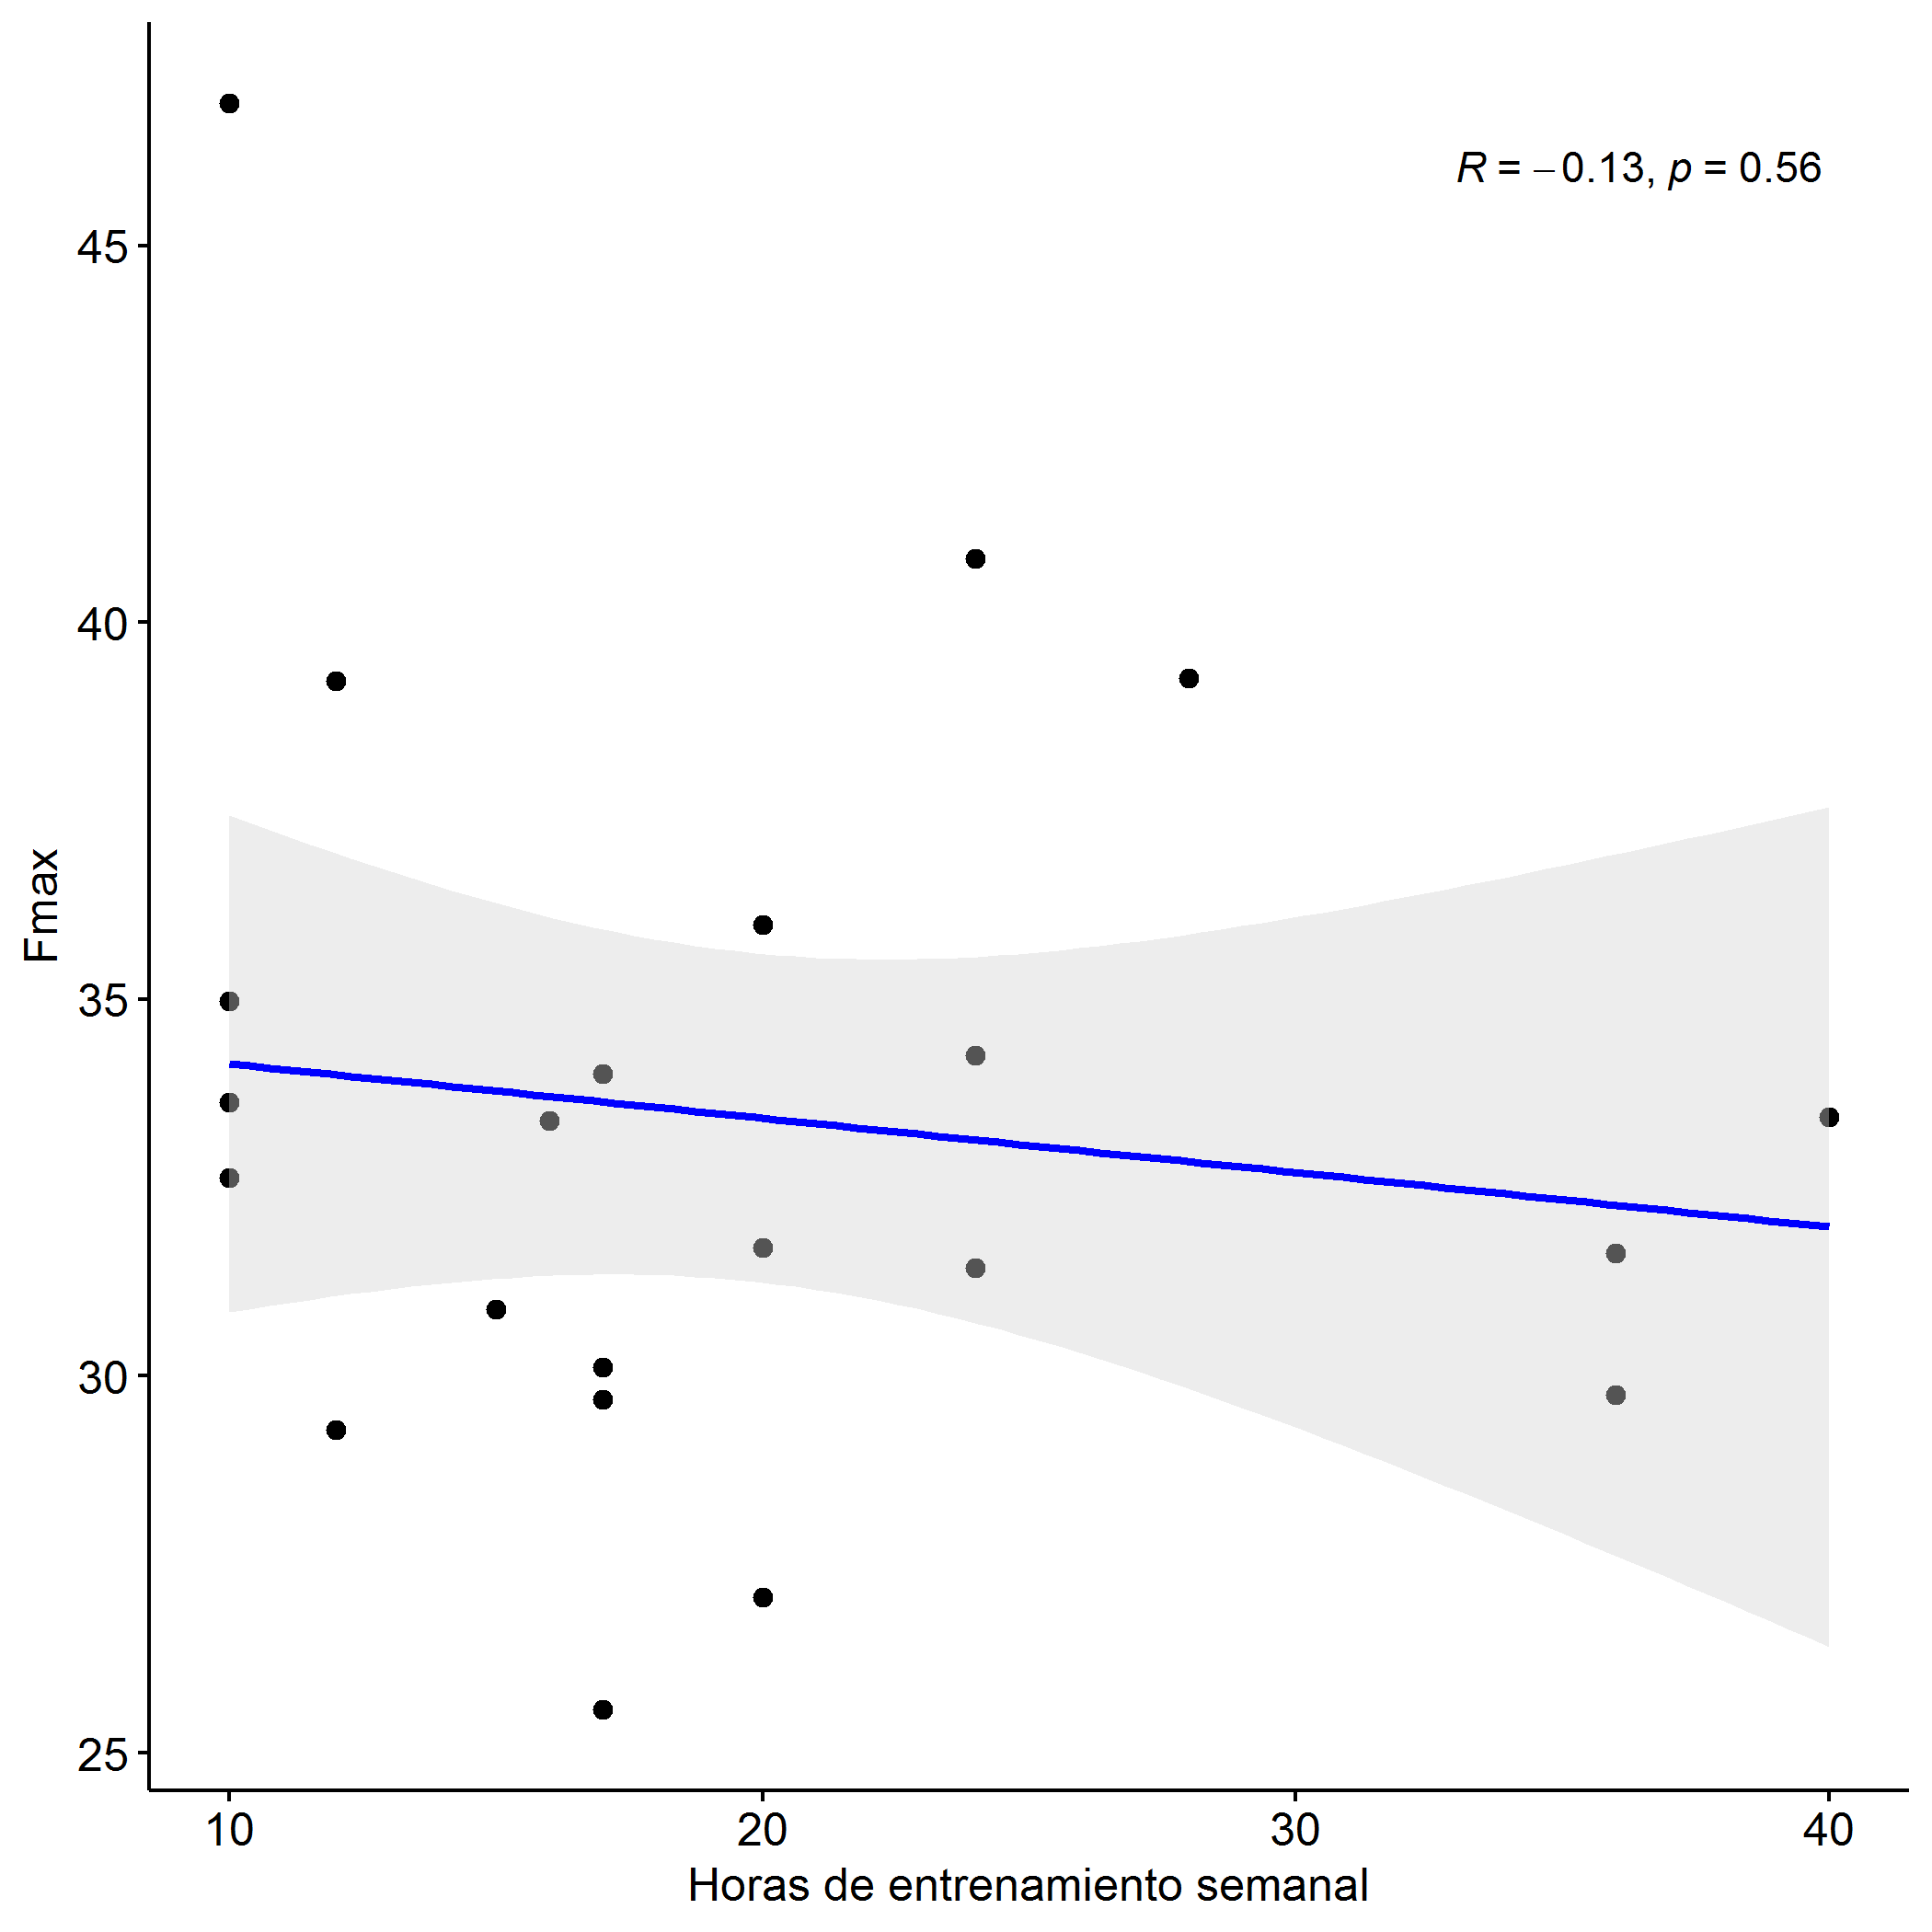 R = −0.13, p = 0.56
45
40
35
30
25
Fmax
10 20 30 40
Horas de entrenamiento semanal